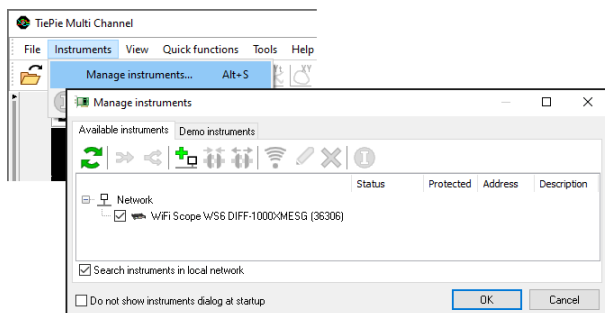 TiePie Multi Channel
File Instruments View Quick functions Tools Help
Manage instruments... Alt+S
Manage instruments
Available instruments Demo instruments
Status Protected Address Description
Network
WiFi Scope WS6 DIFF-1000XMESG (36306)
Search instruments in local network
Do not show instruments dialog at startup
OK Cancel